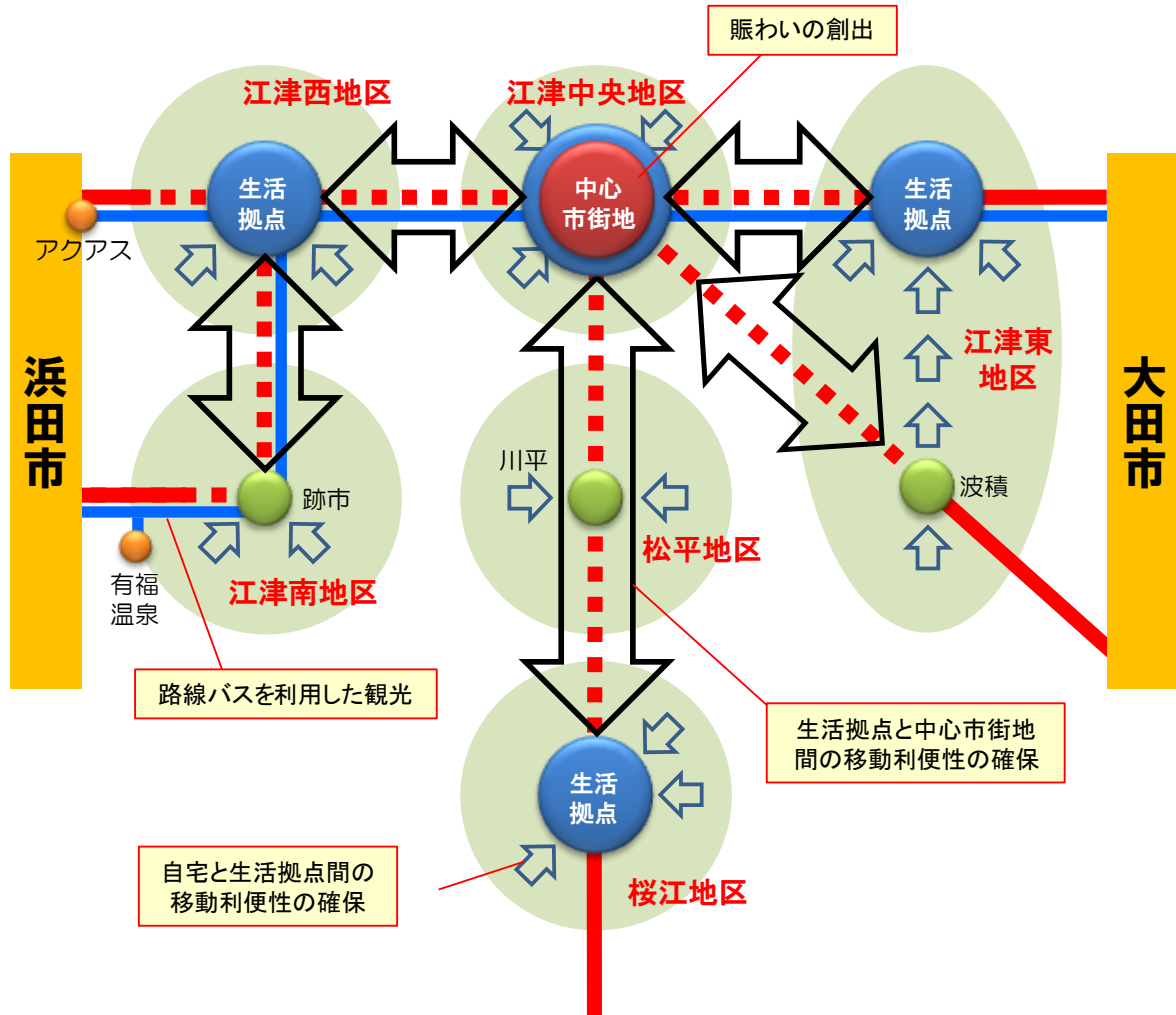 賑わいの創出
江津西地区
江津中央地区
生活
拠点
中心
市街地
生活
拠点
アクアス
浜田市
大田市
江津東
地区
川平
跡市
波積
松平地区
有福
温泉
江津南地区
路線バスを利用した観光
生活拠点と中心市街地
間の移動利便性の確保
生活
拠点
自宅と生活拠点間の
移動利便性の確保
桜江地区